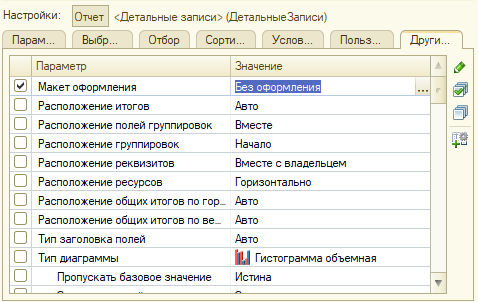 Настройки: Отчет <Детальные записи> (ДетальныеЗаписи)
Парам... Выбр... Отбор Сорти... Услов... Польз... Други...
Параметр Значение
Макет оформления Без оформления ...
Расположение итогов Авто
Расположение полей группировок Вместе
Расположение группировок Начало
Расположение реквизитов Вместе с владельцем
Расположение ресурсов Горизонтально
Расположение общих итогов по гор... Авто
Расположение общих итогов по ве... Авто
Тип заголовка полей Авто
Тип диаграммы Гистограмма объемная
Пропускать базовое значение Истина